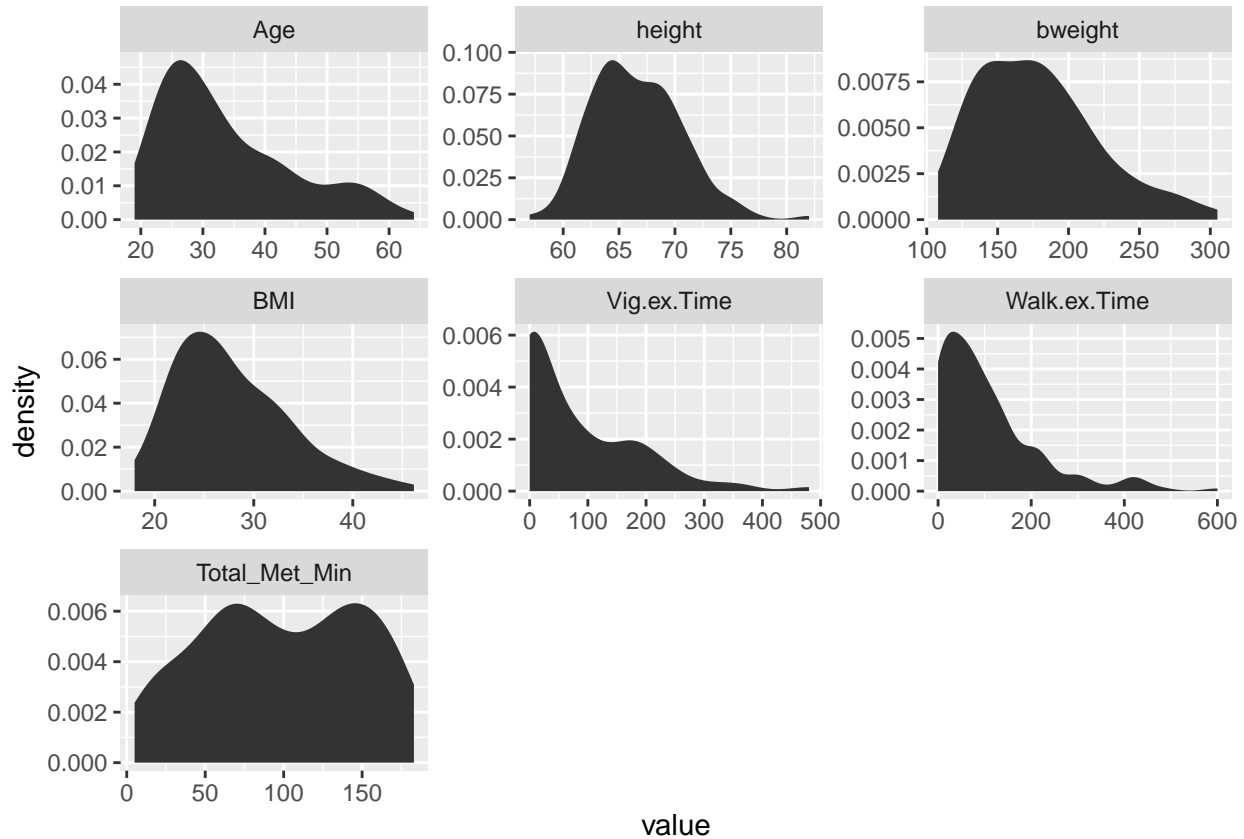 Age
height
bweight
0.04
0.03
0.02
0.01
0.00
20 30 40 50 60
0.100
0.075
0.050
0.025
0.000
60 65 70 75 80
0.0075
0.0050
0.0025
0.0000
100 150 200 250 300
BMI
Vig.ex.Time
Walk.ex.Time
density
0.06
0.04
0.02
0.00
20 30 40
0.006
0.004
0.002
0.000
0 100 200 300 400 500
0.005
0.004
0.003
0.002
0.001
0.000
0 200 400 600
Total_Met_Min
0.006
0.004
0.002
0.000
0 50 100 150
value